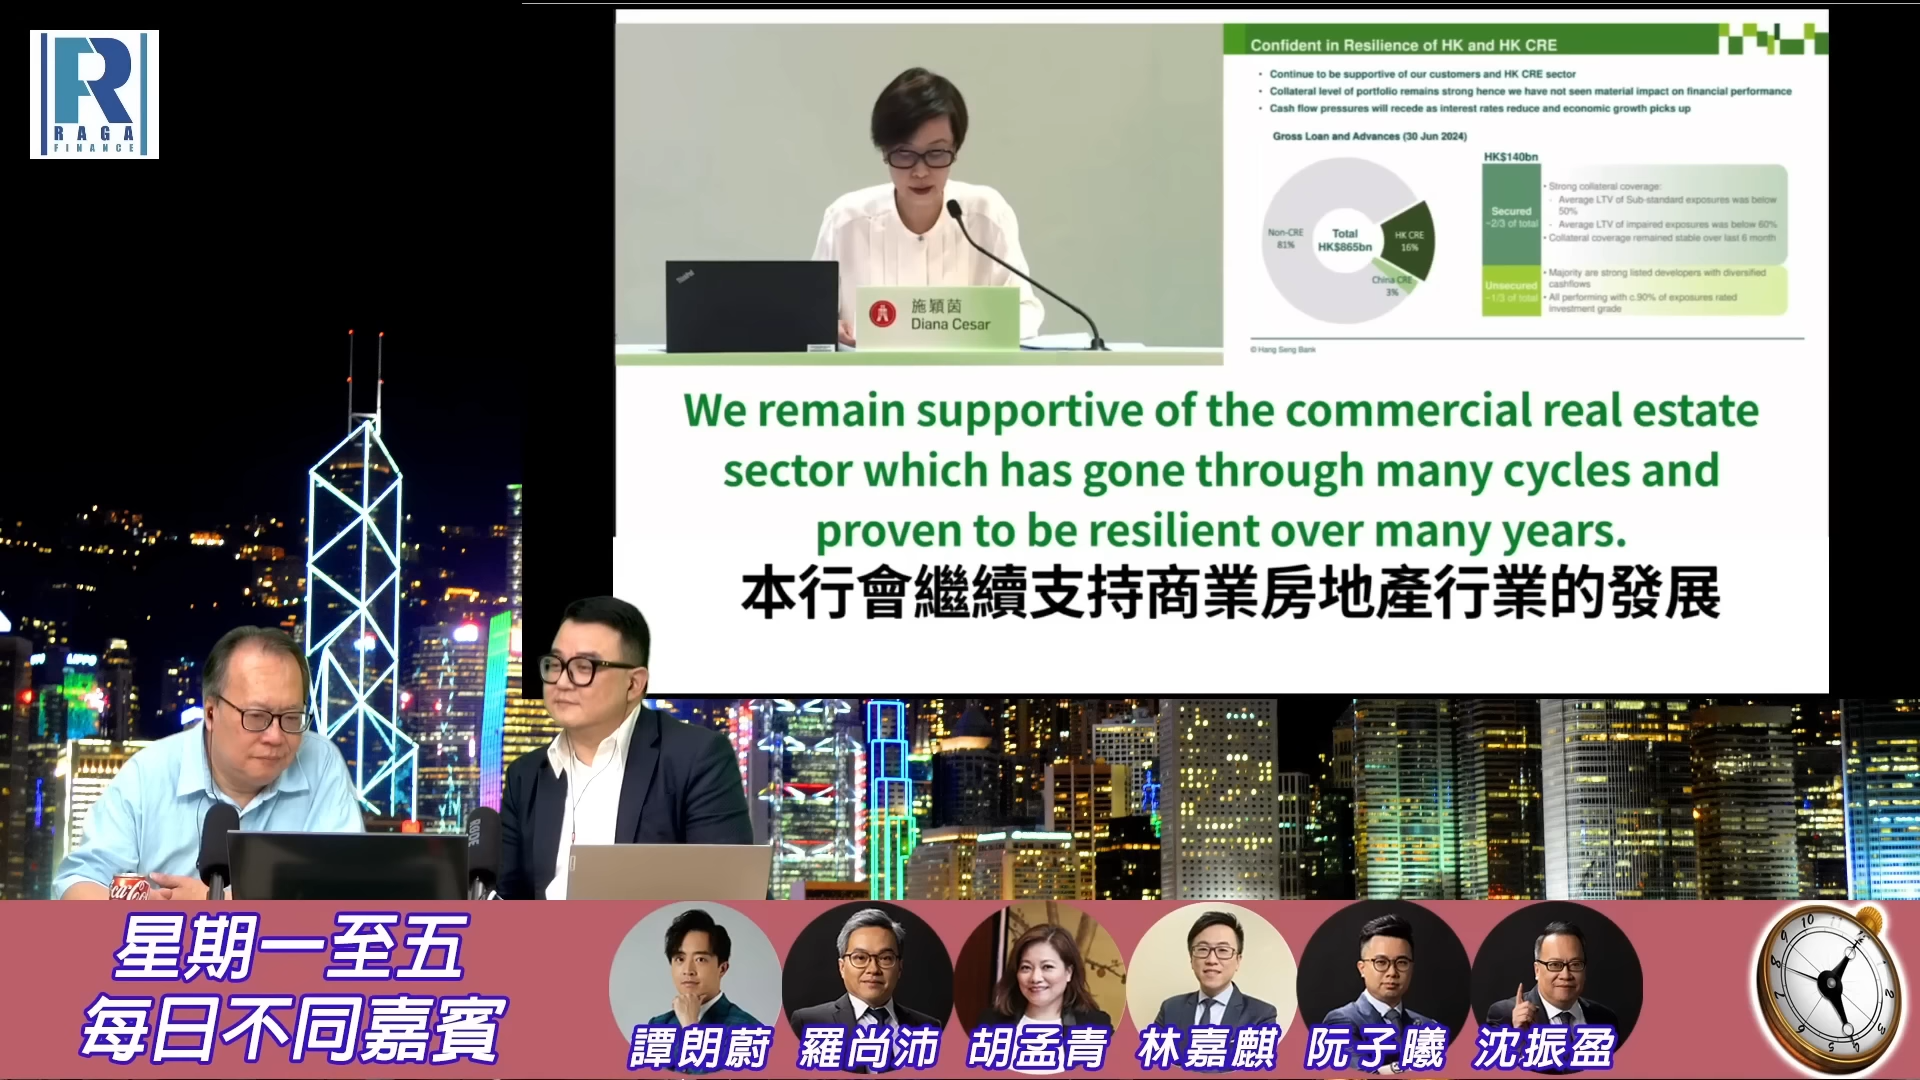 RAGA
FINANCE
ThinkPad
施穎茵
Diana Cesar
Confident in Resilience of HK and HK CRE
• Continue to be supportive of our customers and HK CRE sector
• Collateral level of portfolio remains strong hence we have not seen material impact on financial performance
• Cash flow pressures will recede as interest rates reduce and economic growth picks up
Gross Loan and Advances (30 Jun 2024)
Non-CRE
81%
Total
HK$865bn
HK CRE
16%
China CRE
3%
HK$140bn
Secured
~2/3 of total
Unsecured
~1/3 of total
• Strong collateral coverage:
- Average LTV of Sub-standard exposures was below
50%
- Average LTV of impaired exposures was below 60%
• Collateral coverage remained stable over last 6 month
• Majority are strong listed developers with diversified
cashflows
• All performing with c.90% of exposures rated
investment grade
© Hang Seng Bank
We remain supportive of the commercial real estate
sector which has gone through many cycles and
proven to be resilient over many years.
本行會繼續支持商業房地產行業的發展
LIPPO
RODE
星期一至五
每日不同嘉賓
譚朗蔚 羅尚沛 胡孟青 林嘉麒 阮子曦 沈振盈